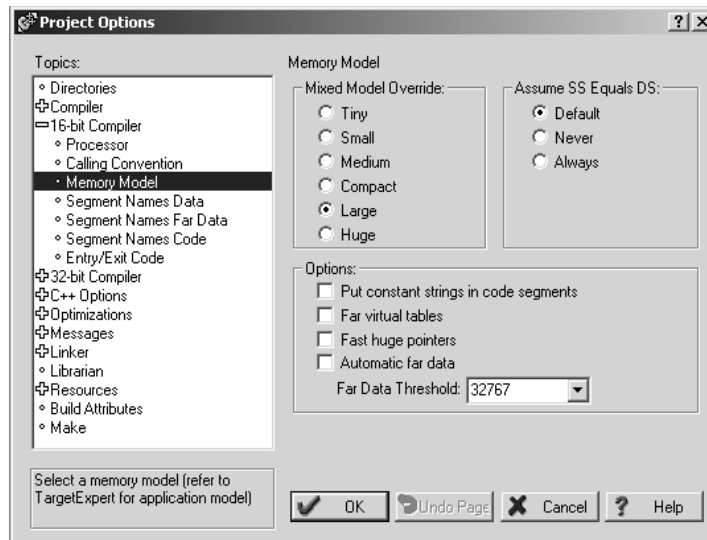 Project Options
Topics:
Directories
Compiler
16-bit Compiler
Processor
Calling Convention
Memory Model
Segment Names Data
Segment Names Far Data
Segment Names Code
Entry/Exit Code
32-bit Compiler
C++ Options
Optimizations
Messages
Linker
Librarian
Resources
Build Attributes
Make
Select a memory model (refer to
TargetExpert for application model)
Memory Model
Mixed Model Override:
Tiny
Small
Medium
Compact
Large
Huge
Assume SS Equals DS:
Default
Never
Always
Options:
Put constant strings in code segments
Far virtual tables
Fast huge pointers
Automatic far data
Far Data Threshold: 32767
OK Undo Page Cancel ? Help